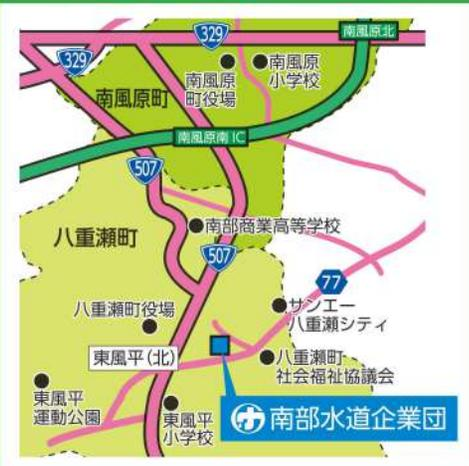 329
南風原北
329
南風原
町役場
南風原
小学校
南風原町
南風原南IC
507
南部商業高等学校
八重瀬町
507
77
サンエー
八重瀬シティ
八重瀬町役場
東風平(北)
八重瀬町
社会福祉協議会
東風平
運動公園
東風平
小学校
南部水道企業団